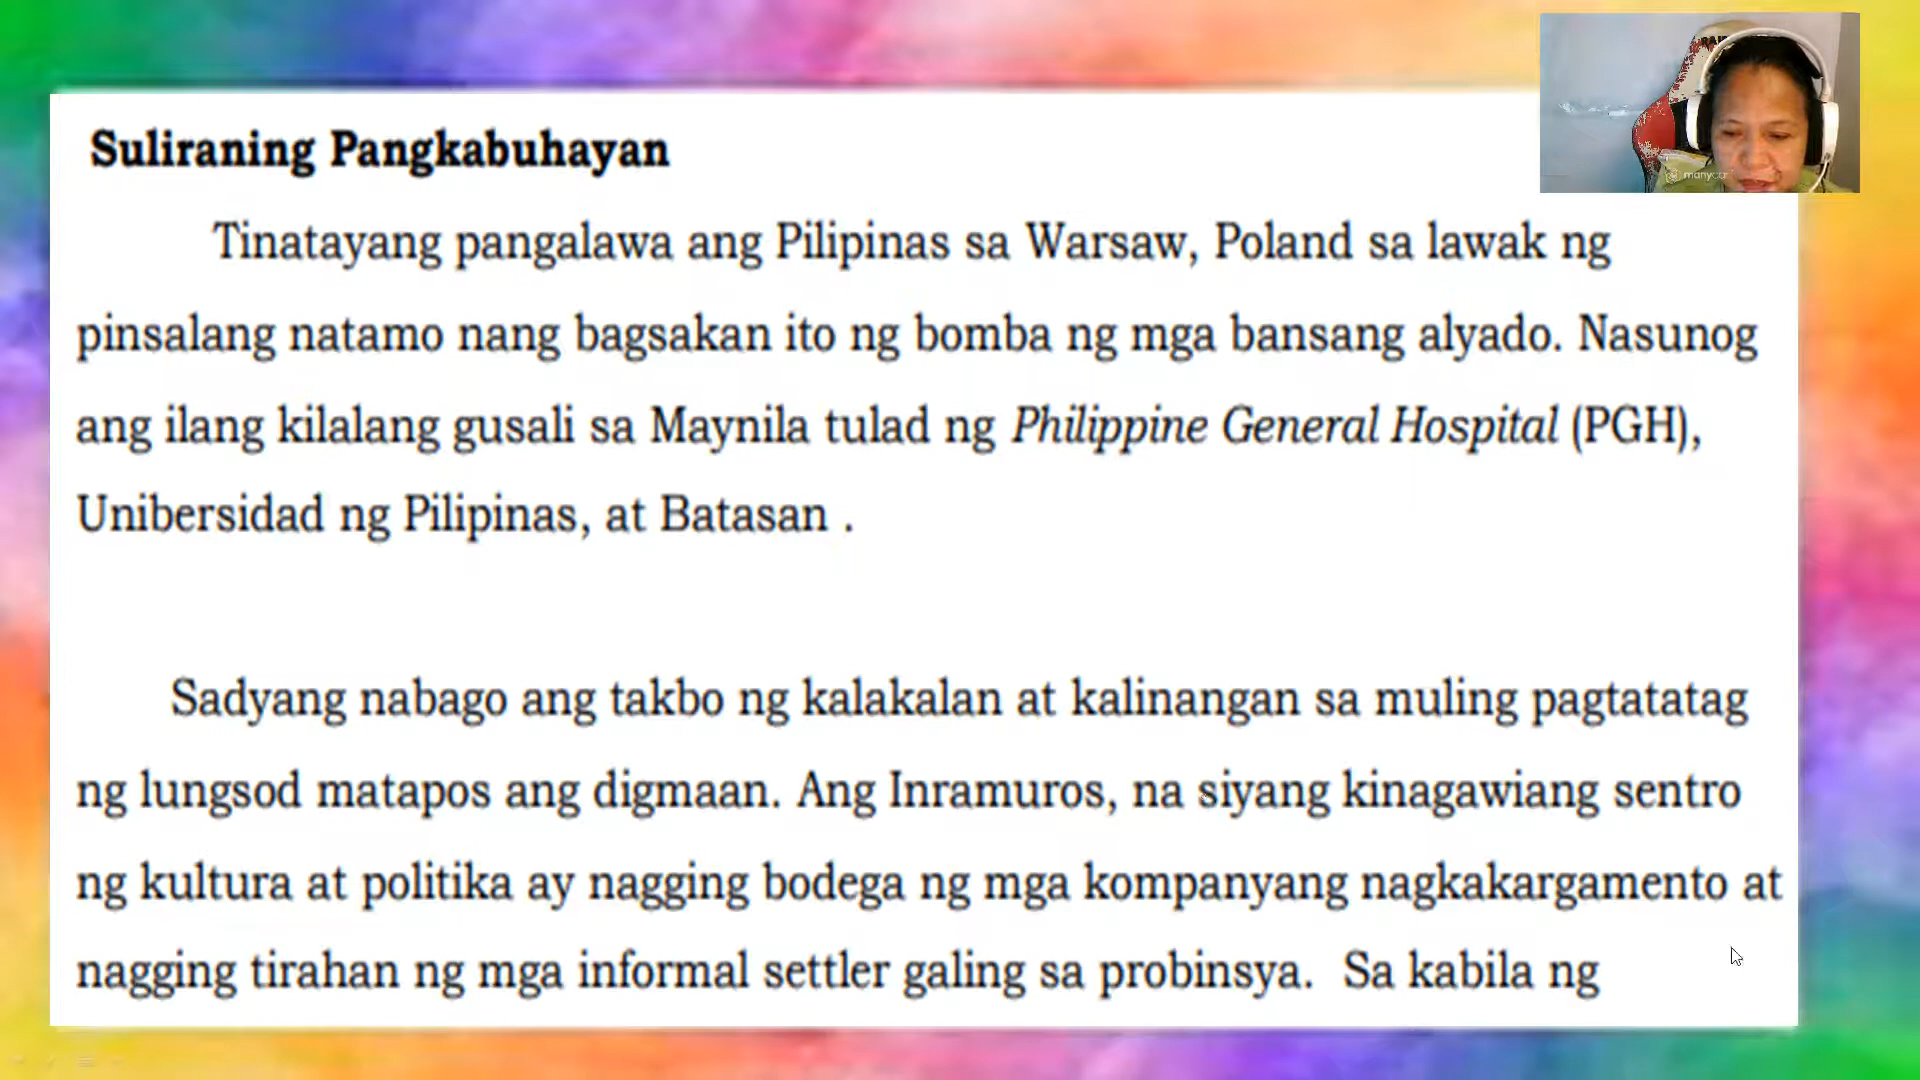 Suliraning Pangkabuhayan
Tinatayang pangalawa ang Pilipinas sa Warsaw, Poland sa lawak ng
pinsalang natamo nang bagsakan ito ng bomba ng mga bansang alyado. Nasunog
ang ilang kilalang gusali sa Maynila tulad ng Philippine General Hospital (PGH),
Unibersidad ng Pilipinas, at Batasan .
Sadyang nabago ang takbo ng kalakalan at kalinangan sa muling pagtatatag
ng lungsod matapos ang digmaan. Ang Inramuros, na siyang kinagawiang sentro
ng kultura at politika ay nagging bodega ng mga kompanyang nagkakargamento at
nagging tirahan ng mga informal settler galing sa probinsya. Sa kabila ng